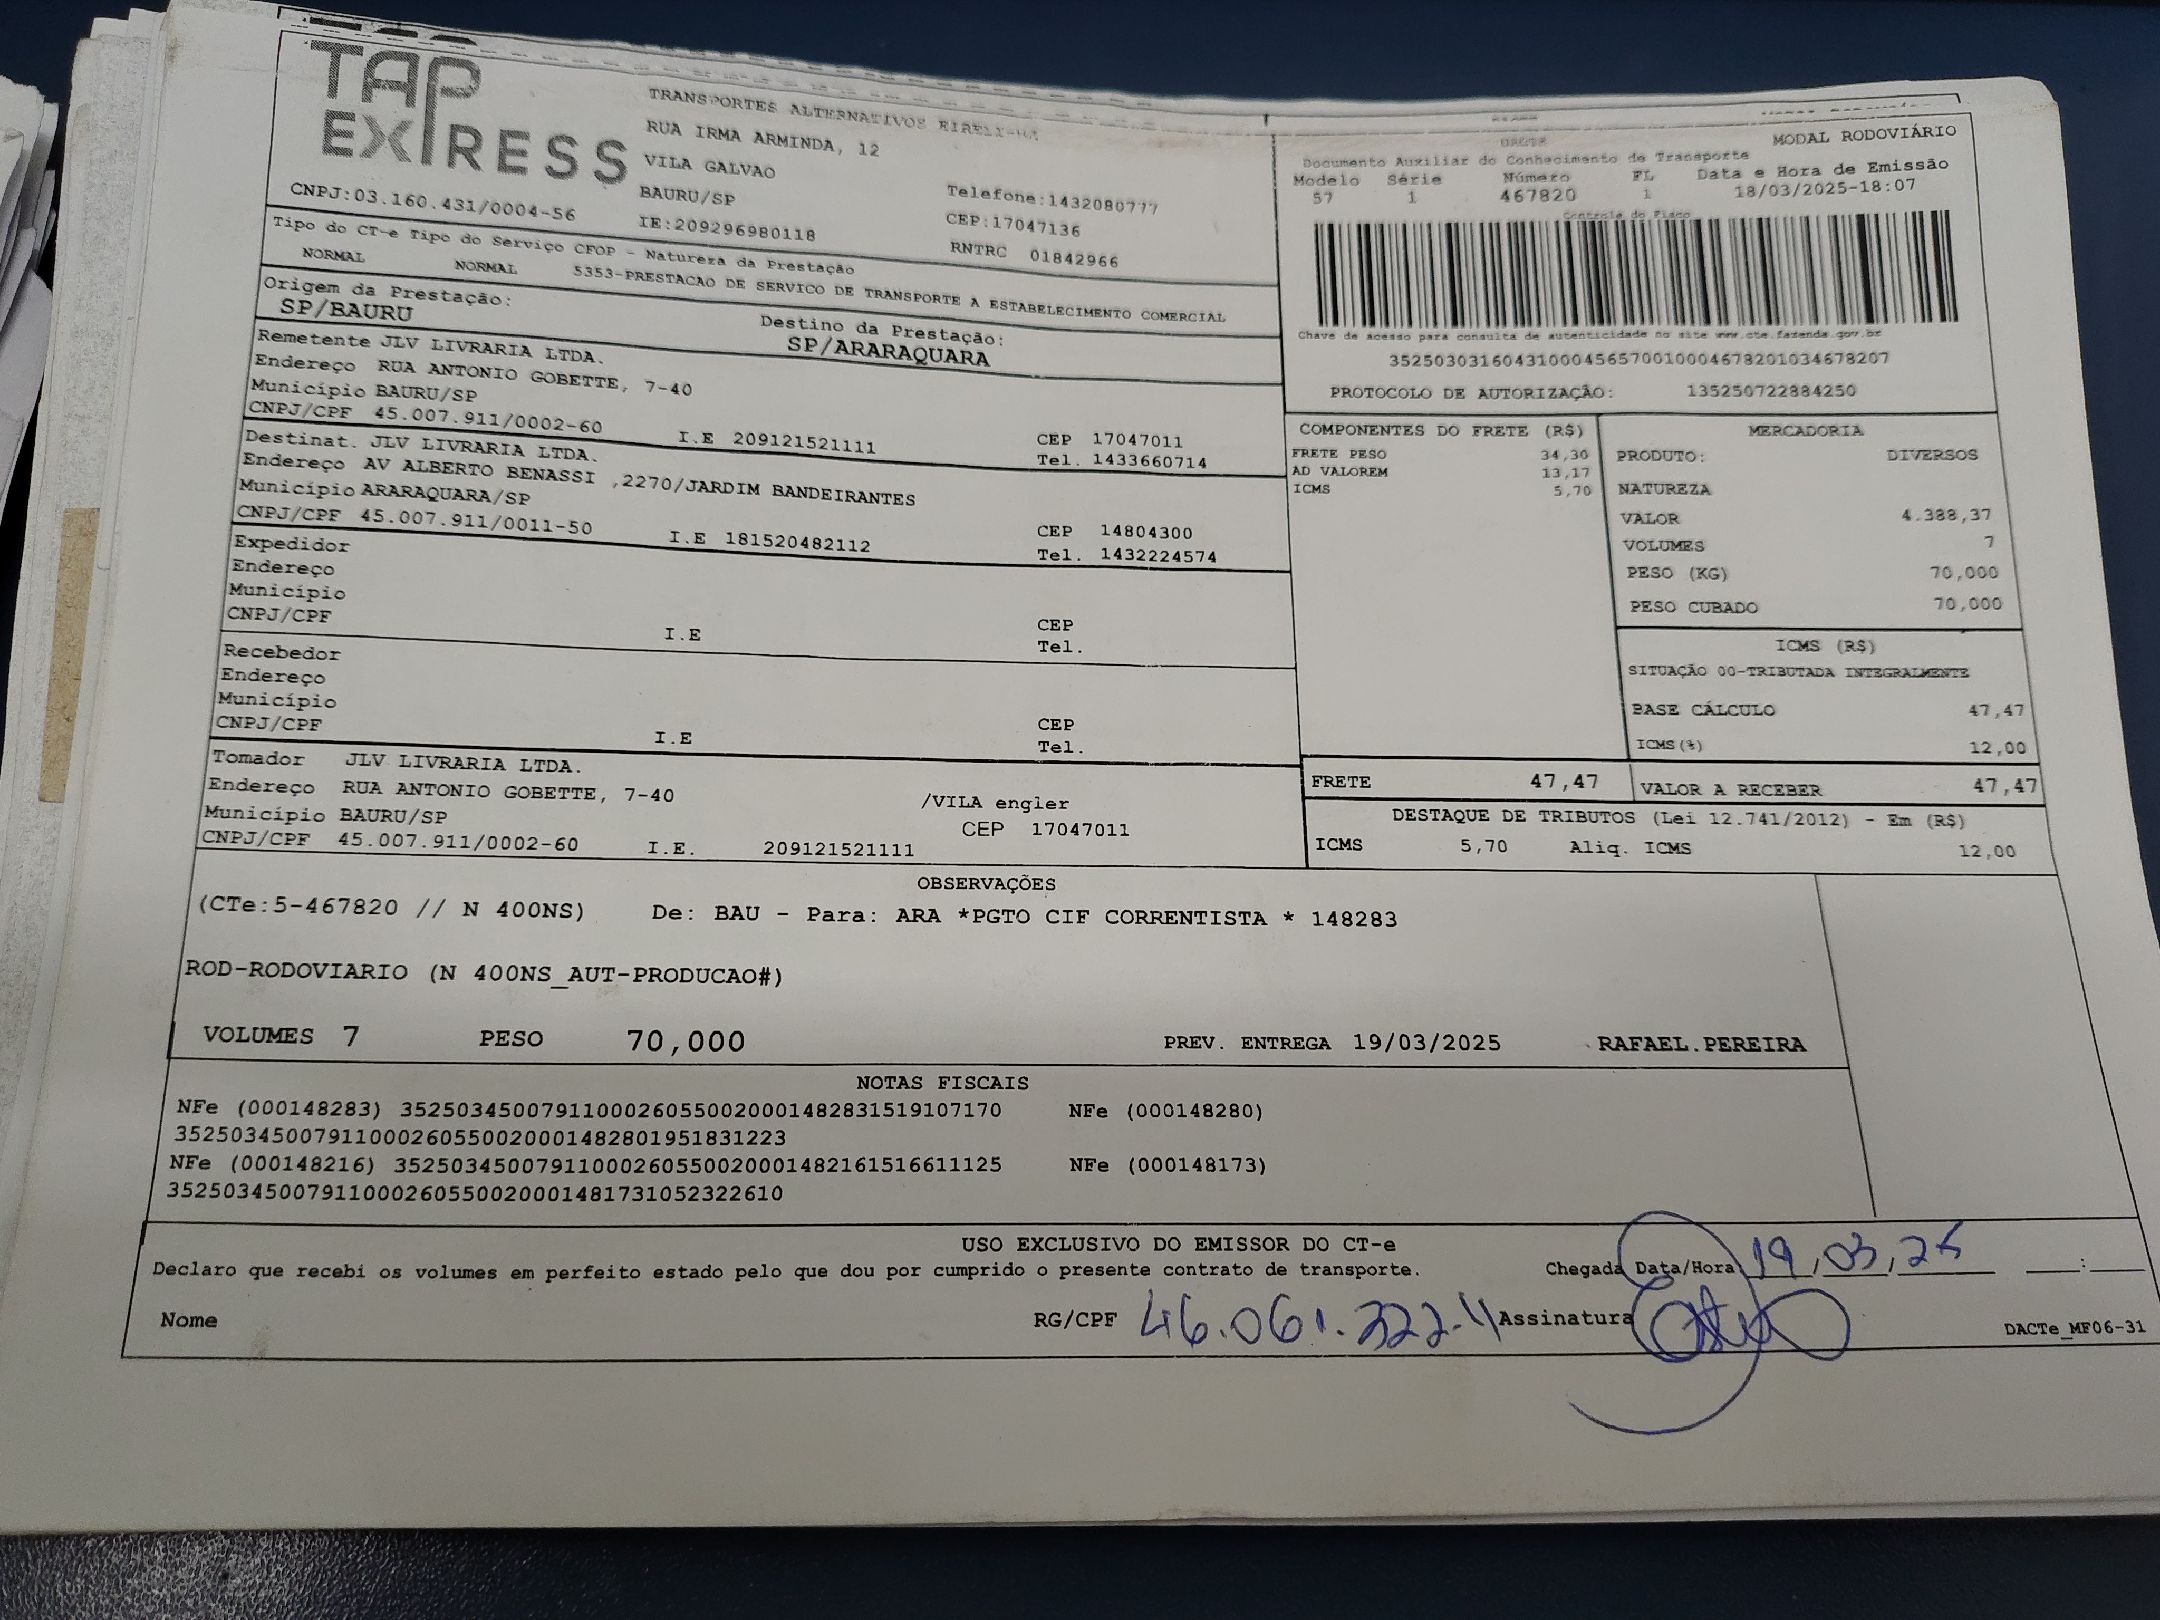 TAP
EXPRESS
TRANSPORTES ALTERNATIVOS EIRELI-
RUA IRMA ARMINDA, 12
VILA GALVAO
BAURU/SP
Telefone:1432080777
CNPJ:03.160.431/0004-56
IE:209296980118
CEP:17047136
RNTRC 01842966
DACTE
MODAL RODOVIÁRIO
Documento Auxiliar do Conhecimento de Transporte
Modelo Série Número FL Data e Hora de Emissão
57 1 467820 1 18/03/2025-18:07
Controle do Fisco
Chave de acesso para consulta de autenticidade no site www.cte.fazenda.gov.br
35250303160431000456570010004678201034678207
PROTOCOLO DE AUTORIZAÇÃO: 135250722884250
Tipo do CT-e Tipo do Serviço CFOP - Natureza da Prestação
NORMAL NORMAL 5353-PRESTACAO DE SERVICO DE TRANSPORTE A ESTABELECIMENTO COMERCIAL
Origem da Prestação:
SP/BAURU
Destino da Prestação:
SP/ARARAQUARA
Remetente JLV LIVRARIA LTDA.
Endereço RUA ANTONIO GOBETTE, 7-40
Município BAURU/SP
CNPJ/CPF 45.007.911/0002-60 I.E 209121521111
CEP 17047011
Tel. 1433660714
Destinat. JLV LIVRARIA LTDA.
Endereço AV ALBERTO BENASSI ,2270/JARDIM BANDEIRANTES
Município ARARAQUARA/SP
CNPJ/CPF 45.007.911/0011-50 I.E 181520482112
CEP 14804300
Tel. 1432224574
Expedidor
Endereço
Município
CNPJ/CPF I.E
CEP
Tel.
Recebedor
Endereço
Município
CNPJ/CPF I.E
CEP
Tel.
Tomador JLV LIVRARIA LTDA.
Endereço RUA ANTONIO GOBETTE, 7-40 /VILA engler
Município BAURU/SP CEP 17047011
CNPJ/CPF 45.007.911/0002-60 I.E. 209121521111
COMPONENTES DO FRETE (R$)
FRETE PESO 34,30
AD VALOREM 13,17
ICMS 5,70
MERCADORIA
PRODUTO: DIVERSOS
NATUREZA
VALOR 4.388,37
VOLUMES 7
PESO (KG) 70,000
PESO CUBADO 70,000
ICMS (R$)
SITUAÇÃO 00-TRIBUTADA INTEGRALMENTE
BASE CÁLCULO 47,47
ICMS(%) 12,00
FRETE 47,47 VALOR A RECEBER 47,47
DESTAQUE DE TRIBUTOS (Lei 12.741/2012) - Em (R$)
ICMS 5,70 Aliq. ICMS 12,00
OBSERVAÇÕES
(CTe:5-467820 // N 400NS) De: BAU - Para: ARA *PGTO CIF CORRENTISTA * 148283
ROD-RODOVIARIO (N 400NS_AUT-PRODUCAO#)
VOLUMES 7 PESO 70,000 PREV. ENTREGA 19/03/2025 RAFAEL.PEREIRA
NOTAS FISCAIS
NFe (000148283) 35250345007911000260550020001482831519107170 NFe (000148280)
35250345007911000260550020001482801951831223
NFe (000148216) 35250345007911000260550020001482161516611125 NFe (000148173)
35250345007911000260550020001481731052322610
USO EXCLUSIVO DO EMISSOR DO CT-e
Declaro que recebi os volumes em perfeito estado pelo que dou por cumprido o presente contrato de transporte. Chegada Data/Hora 19,03,25 :
Nome RG/CPF 46.061.322-4 Assinatura
DACTe_MF06-31